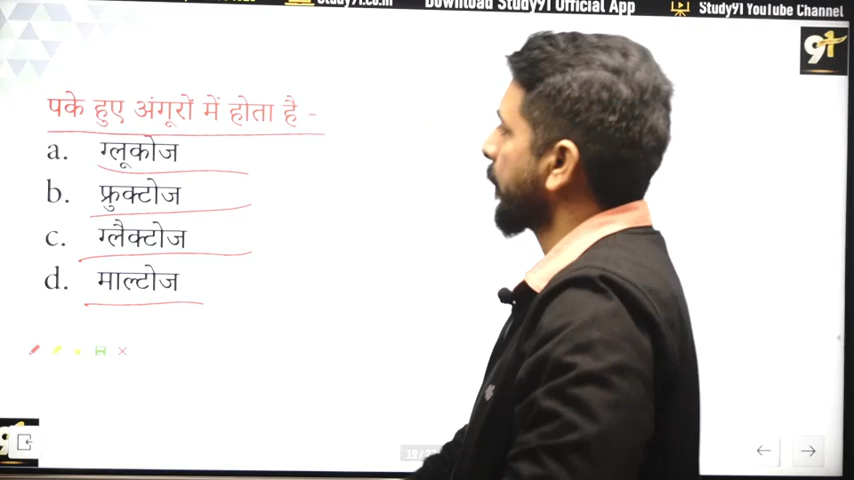 Study91.co.in
Download Study91 Official App
Study91 YouTube Channel
91
पके हुए अंगूरों में होता है -
a. ग्लूकोज
b. फ्रुक्टोज
c. ग्लैक्टोज
d. माल्टोज